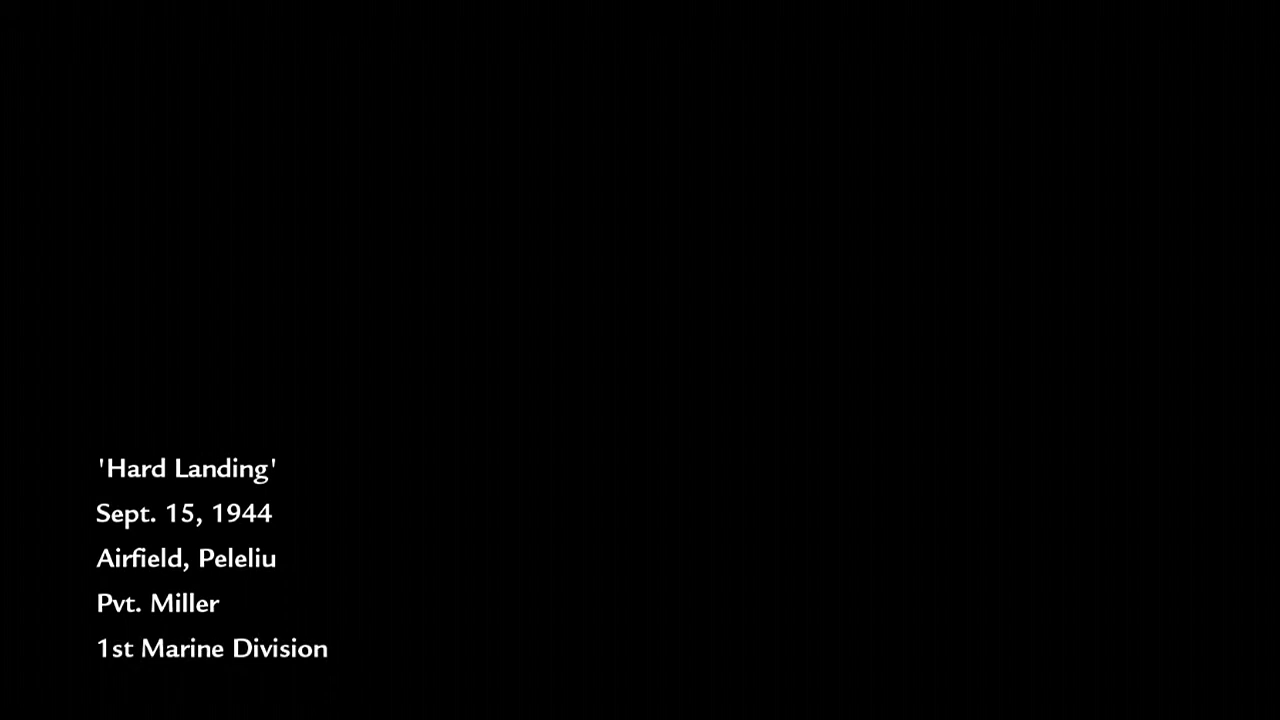 'Hard Landing'
Sept. 15, 1944
Airfield, Peleliu
Pvt. Miller
1st Marine Division